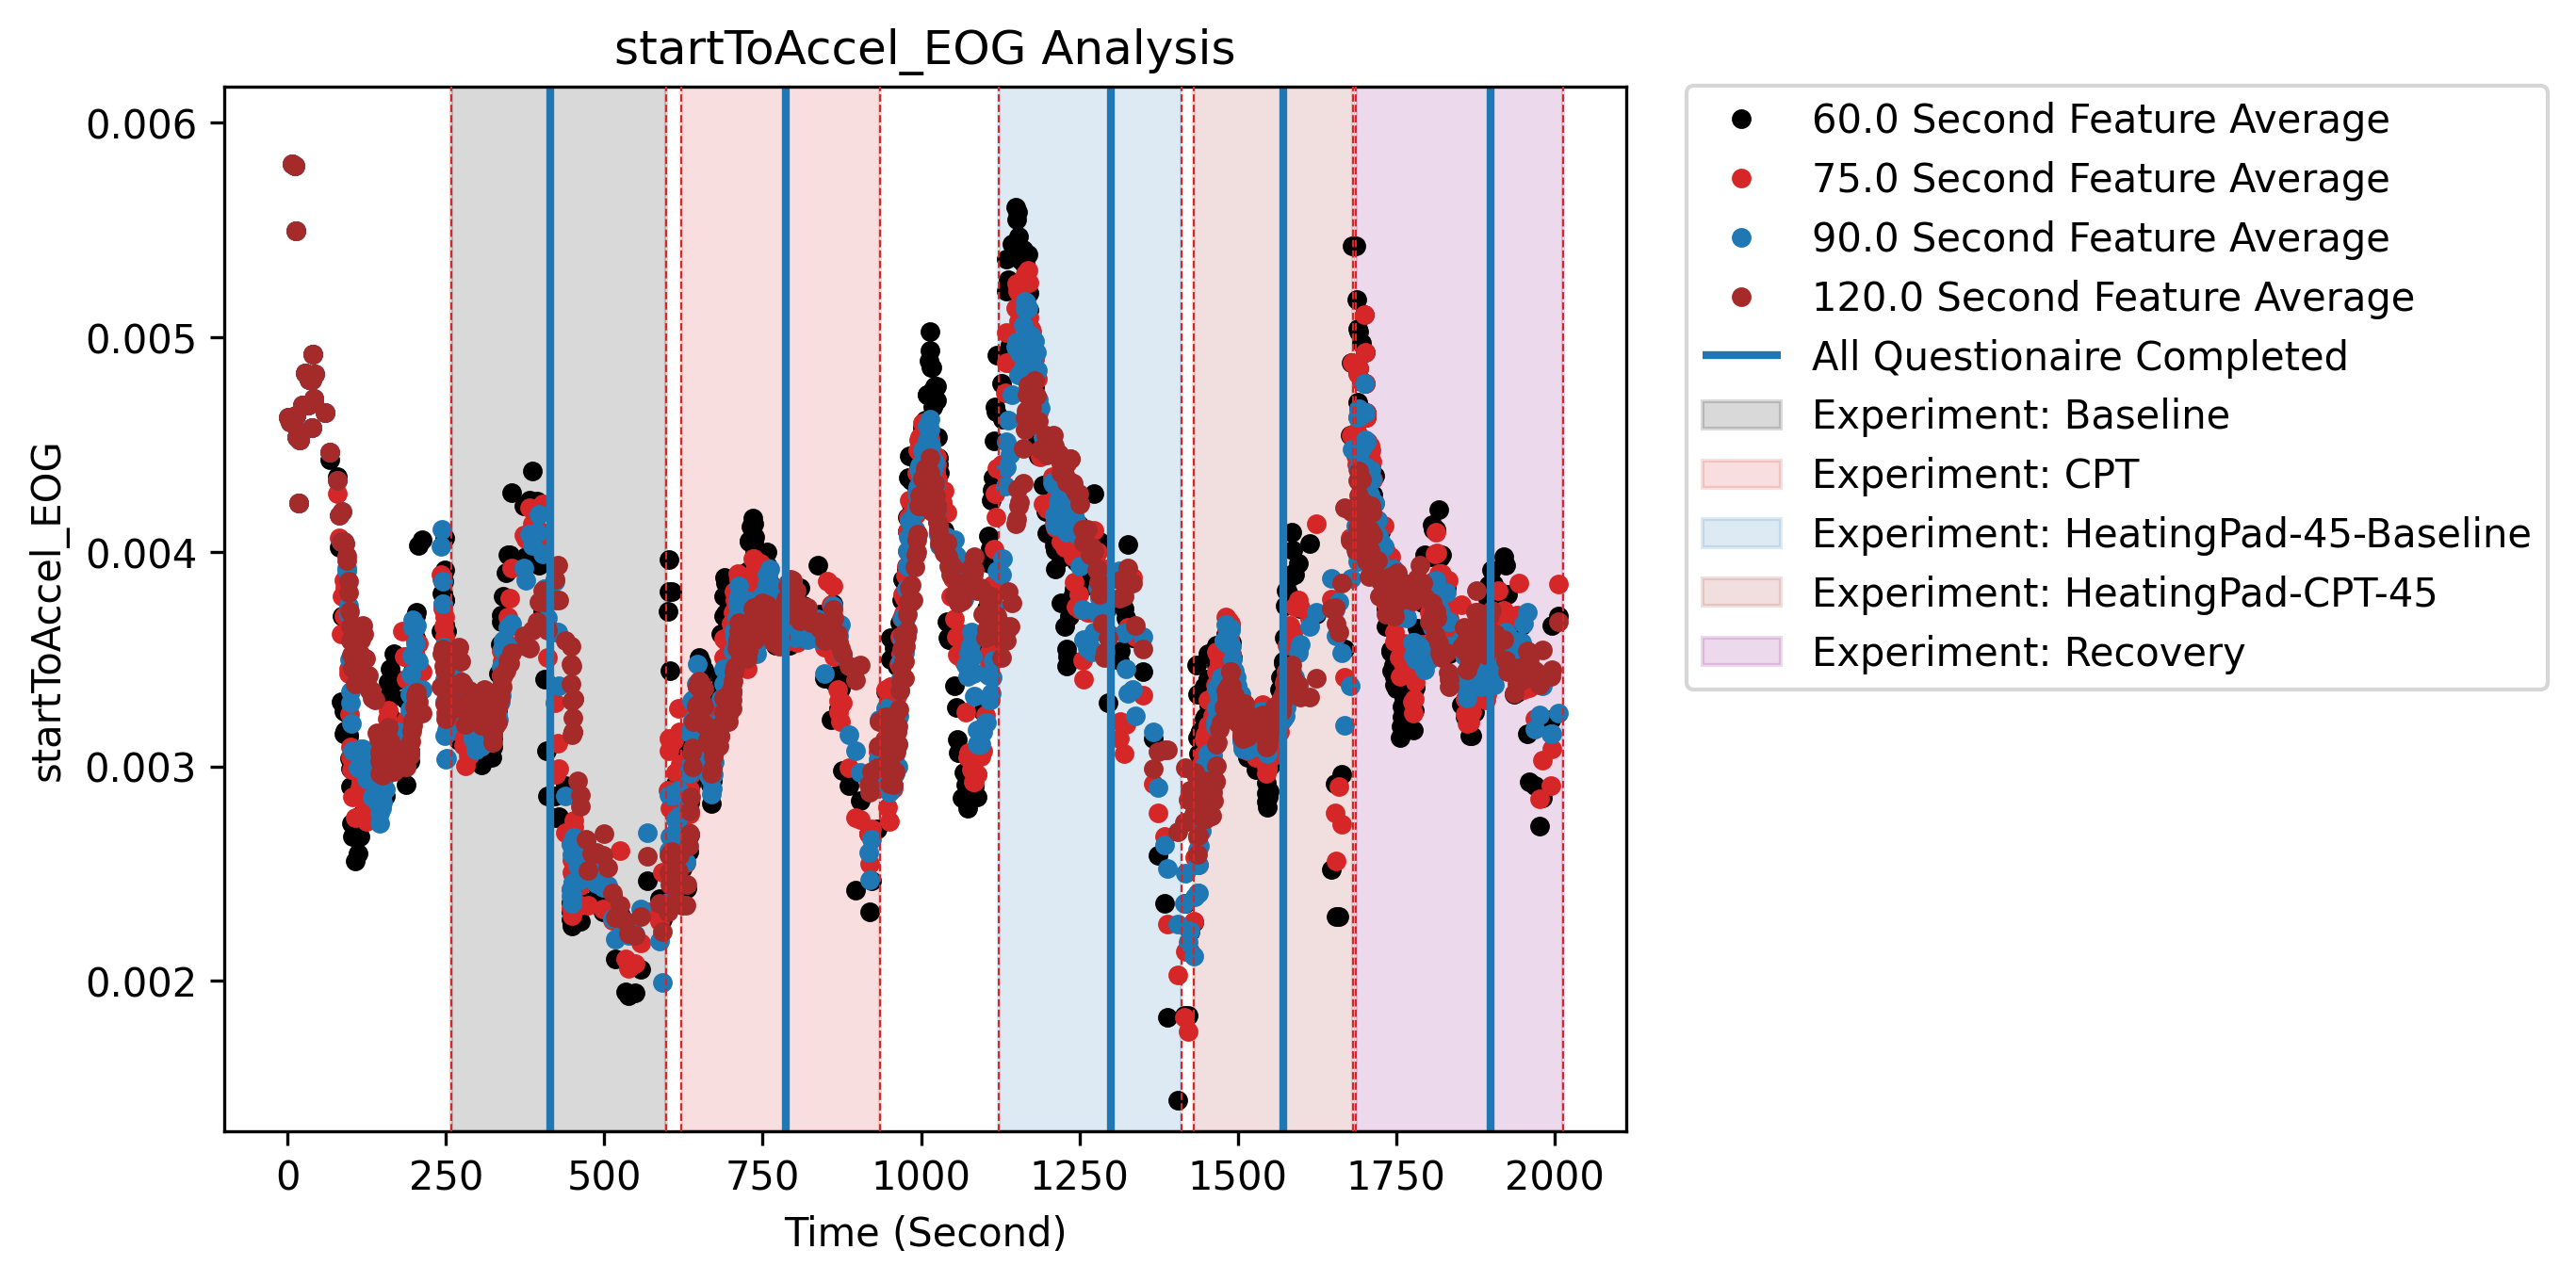 startToAccel_EOG Analysis
0.006
0.005
0.004
0.003
0.002
startToAccel_EOG
0 250 500 750 1000 1250 1500 1750 2000
Time (Second)
60.0 Second Feature Average
75.0 Second Feature Average
90.0 Second Feature Average
120.0 Second Feature Average
All Questionaire Completed
Experiment: Baseline
Experiment: CPT
Experiment: HeatingPad-45-Baseline
Experiment: HeatingPad-CPT-45
Experiment: Recovery